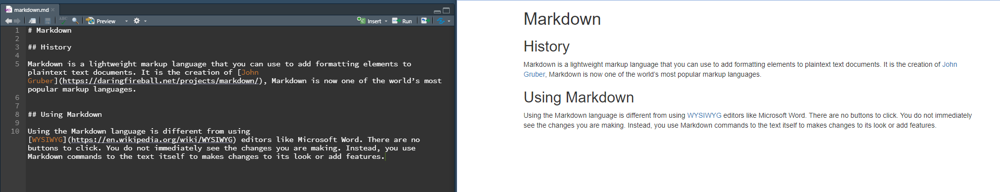 markdown.md
ABC
Preview
Insert
Run
1 # Markdown
2
3 ## History
4
5 Markdown is a lightweight markup language that you can use to add formatting elements to
plaintext text documents. It is the creation of [John
Gruber](https://daringfireball.net/projects/markdown/), Markdown is now one of the world’s most
popular markup languages.
6
7
8 ## Using Markdown
9
10 Using the Markdown language is different from using
[WYSIWYG](https://en.wikipedia.org/wiki/WYSIWYG) editors like Microsoft Word. There are no
buttons to click. You do not immediately see the changes you are making. Instead, you use
Markdown commands to the text itself to makes changes to its look or add features.
Markdown
History
Markdown is a lightweight markup language that you can use to add formatting elements to plaintext text documents. It is the creation of John
Gruber, Markdown is now one of the world’s most popular markup languages.
Using Markdown
Using the Markdown language is different from using WYSIWYG editors like Microsoft Word. There are no buttons to click. You do not immediately
see the changes you are making. Instead, you use Markdown commands to the text itself to makes changes to its look or add features.